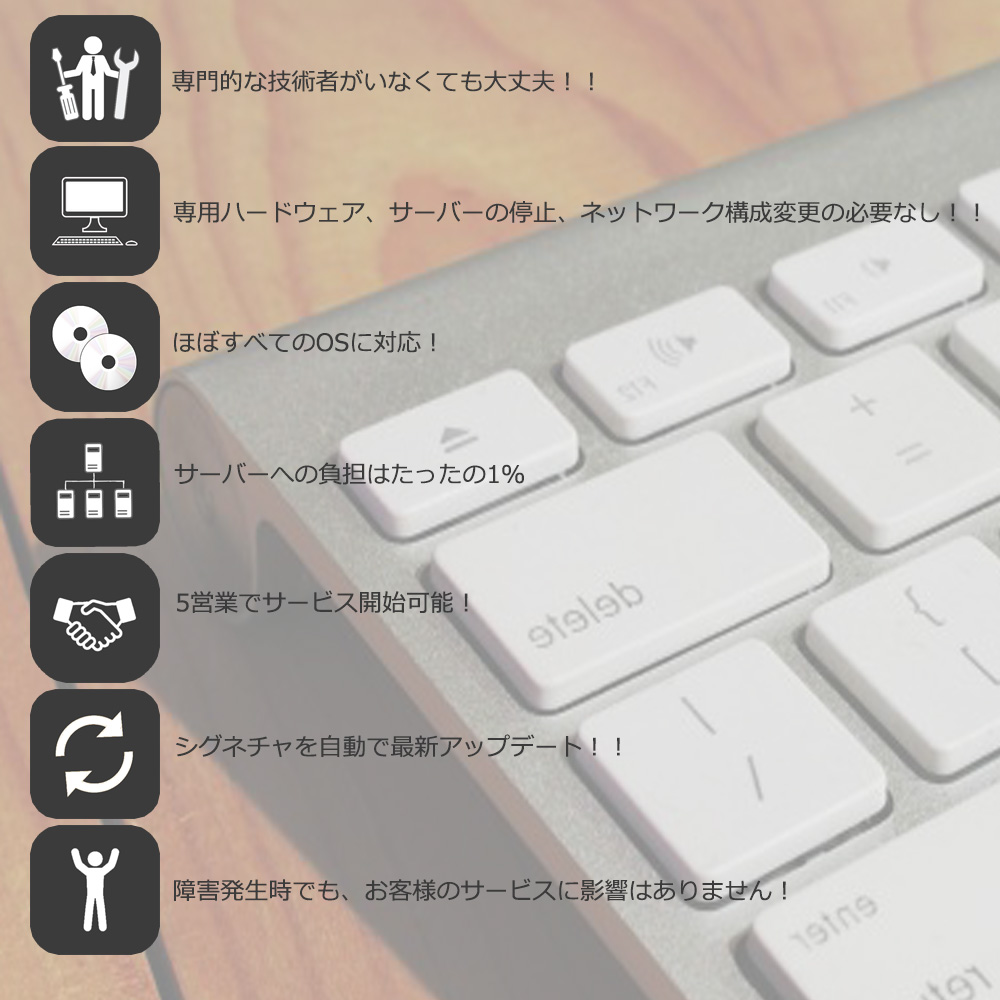 専門的な技術者がいなくても大丈夫！！
専用ハードウェア、サーバーの停止、ネットワーク構成変更の必要なし！！
ほぼすべてのOSに対応！
サーバーへの負担はたったの1%
5営業でサービス開始可能！
シグネチャを自動で最新アップデート！！
障害発生時でも、お客様のサービスに影響はありません！
F11
F12
+
=
delete
}
]
|
/
enter